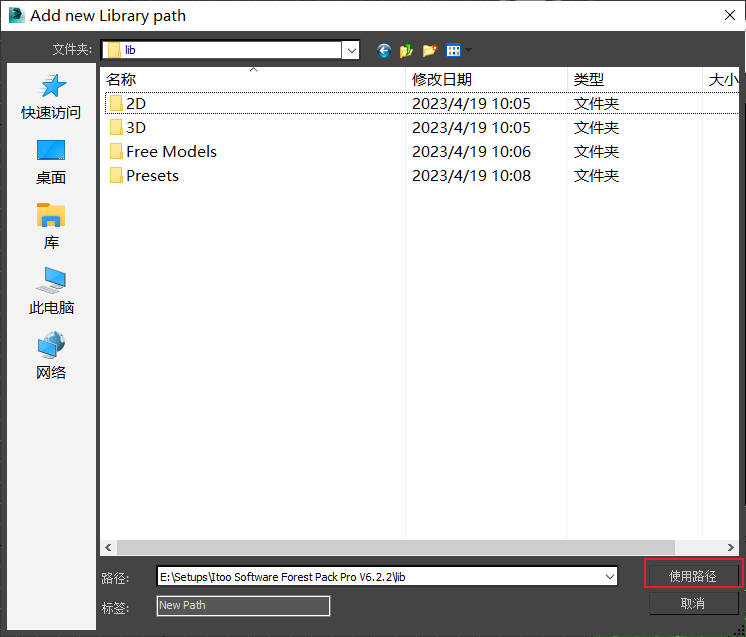 Add new Library path
文件夹: lib
快速访问
桌面
库
此电脑
网络
名称 修改日期 类型 大小
2D 2023/4/19 10:05 文件夹
3D 2023/4/19 10:05 文件夹
Free Models 2023/4/19 10:06 文件夹
Presets 2023/4/19 10:08 文件夹
路径: E:\Setups\Itoo Software Forest Pack Pro V6.2.2\lib 使用路径
标签: New Path 取消